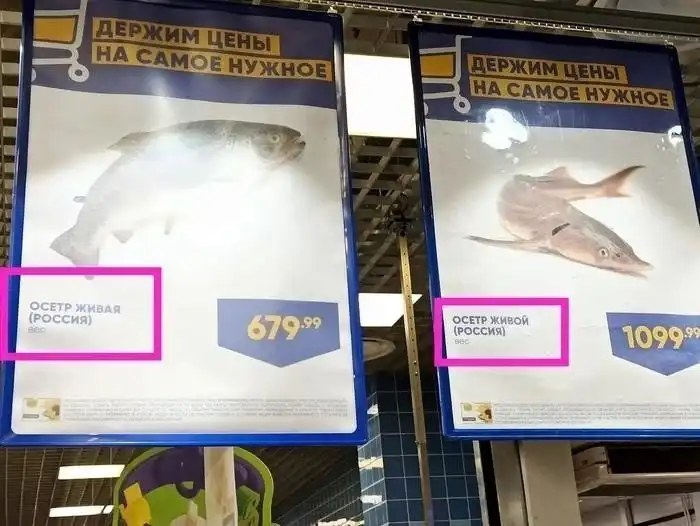 ДЕРЖИМ ЦЕНЫ
НА САМОЕ НУЖНОЕ
ОСЕТР ЖИВАЯ
(РОССИЯ)
вес
679.99
ДЕРЖИМ ЦЕНЫ
НА САМОЕ НУЖНОЕ
ОСЕТР ЖИВОЙ
(РОССИЯ)
вес
1099.99